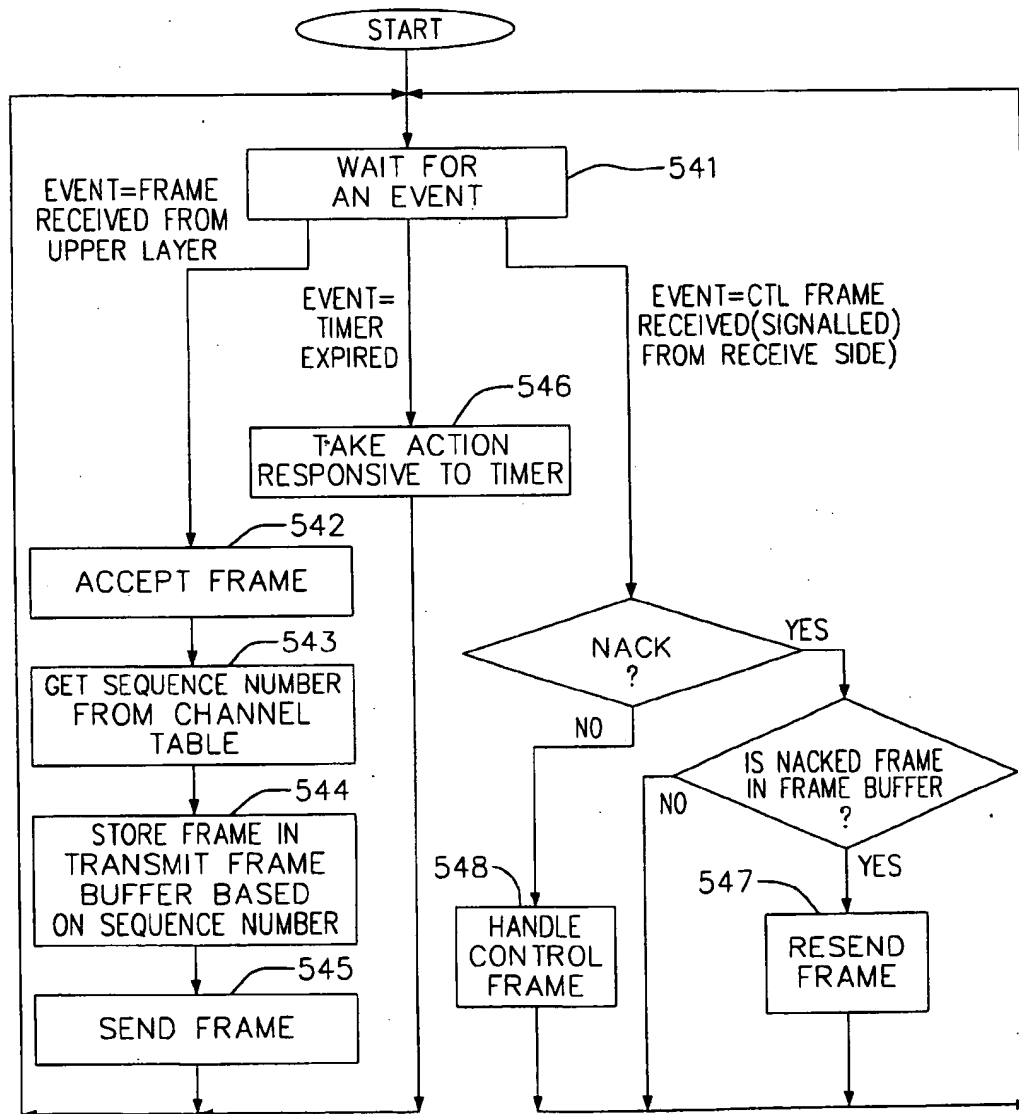 START
WAIT FOR
AN EVENT
541
EVENT=FRAME
RECEIVED FROM
UPPER LAYER
EVENT=
TIMER
EXPIRED
EVENT=CTL FRAME
RECEIVED(SIGNALLED)
FROM RECEIVE SIDE)
546
TAKE ACTION
RESPONSIVE TO TIMER
542
ACCEPT FRAME
543
GET SEQUENCE NUMBER
FROM CHANNEL
TABLE
544
STORE FRAME IN
TRANSMIT FRAME
BUFFER BASED
ON SEQUENCE NUMBER
545
SEND FRAME
NACK
?
YES
NO
IS NACKED FRAME
IN FRAME BUFFER
?
NO
YES
548
HANDLE
CONTROL
FRAME
547
RESEND
FRAME